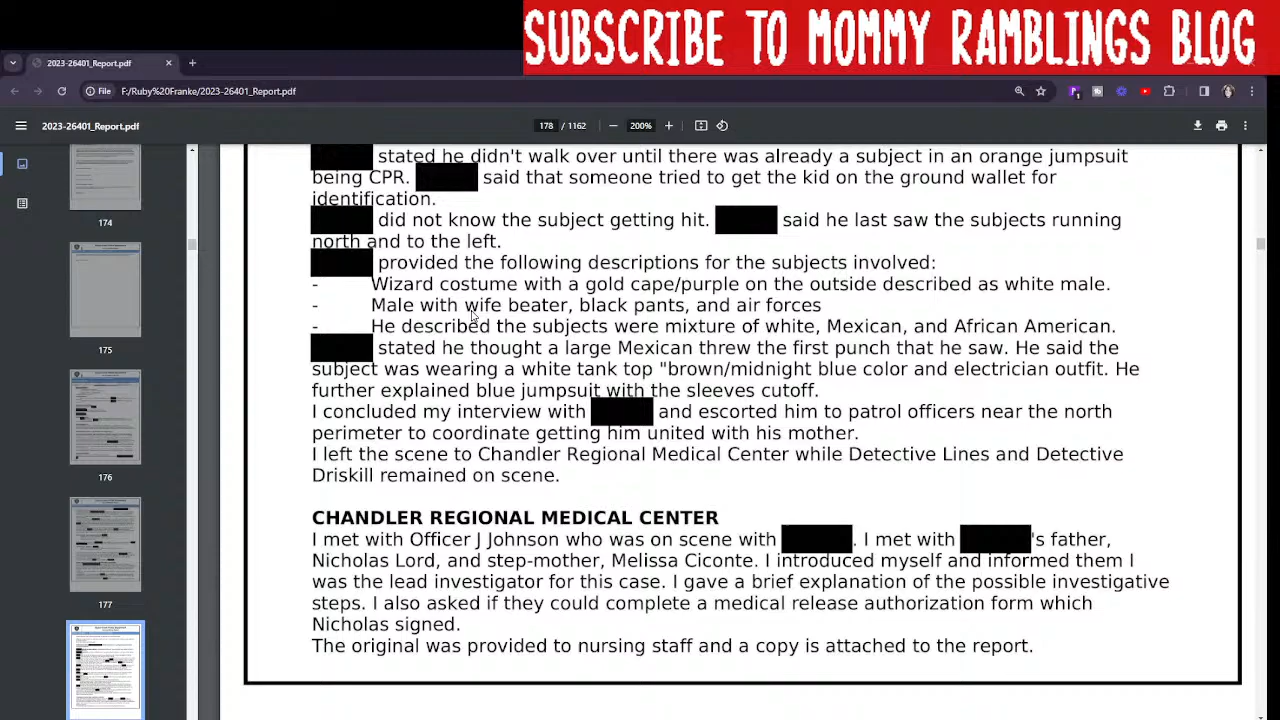 SUBSCRIBE TO MOMMY RAMBLINGS BLOG
2023-26401_Report.pdf
File F:/Ruby%20Franke/2023-26401_Report.pdf
2023-26401_Report.pdf 178 / 1162 200%
174
175
176
177
stated he didn't walk over until there was already a subject in an orange jumpsuit
being CPR. said that someone tried to get the kid on the ground wallet for
identification.
did not know the subject getting hit. said he last saw the subjects running
north and to the left.
provided the following descriptions for the subjects involved:
- Wizard costume with a gold cape/purple on the outside described as white male.
- Male with wife beater, black pants, and air forces
- He described the subjects were mixture of white, Mexican, and African American.
stated he thought a large Mexican threw the first punch that he saw. He said the
subject was wearing a white tank top "brown/midnight blue color and electrician outfit. He
further explained blue jumpsuit with the sleeves cutoff.
I concluded my interview with and escorted him to patrol officers near the north
perimeter to coordinate getting him united with his mother.
I left the scene to Chandler Regional Medical Center while Detective Lines and Detective
Driskill remained on scene.
CHANDLER REGIONAL MEDICAL CENTER
I met with Officer J Johnson who was on scene with . I met with 's father,
Nicholas Lord, and step-mother, Melissa Ciconte. I introduced myself and informed them I
was the lead investigator for this case. I gave a brief explanation of the possible investigative
steps. I also asked if they could complete a medical release authorization form which
Nicholas signed.
The original was provided to nursing staff and a copy is attached to the report.